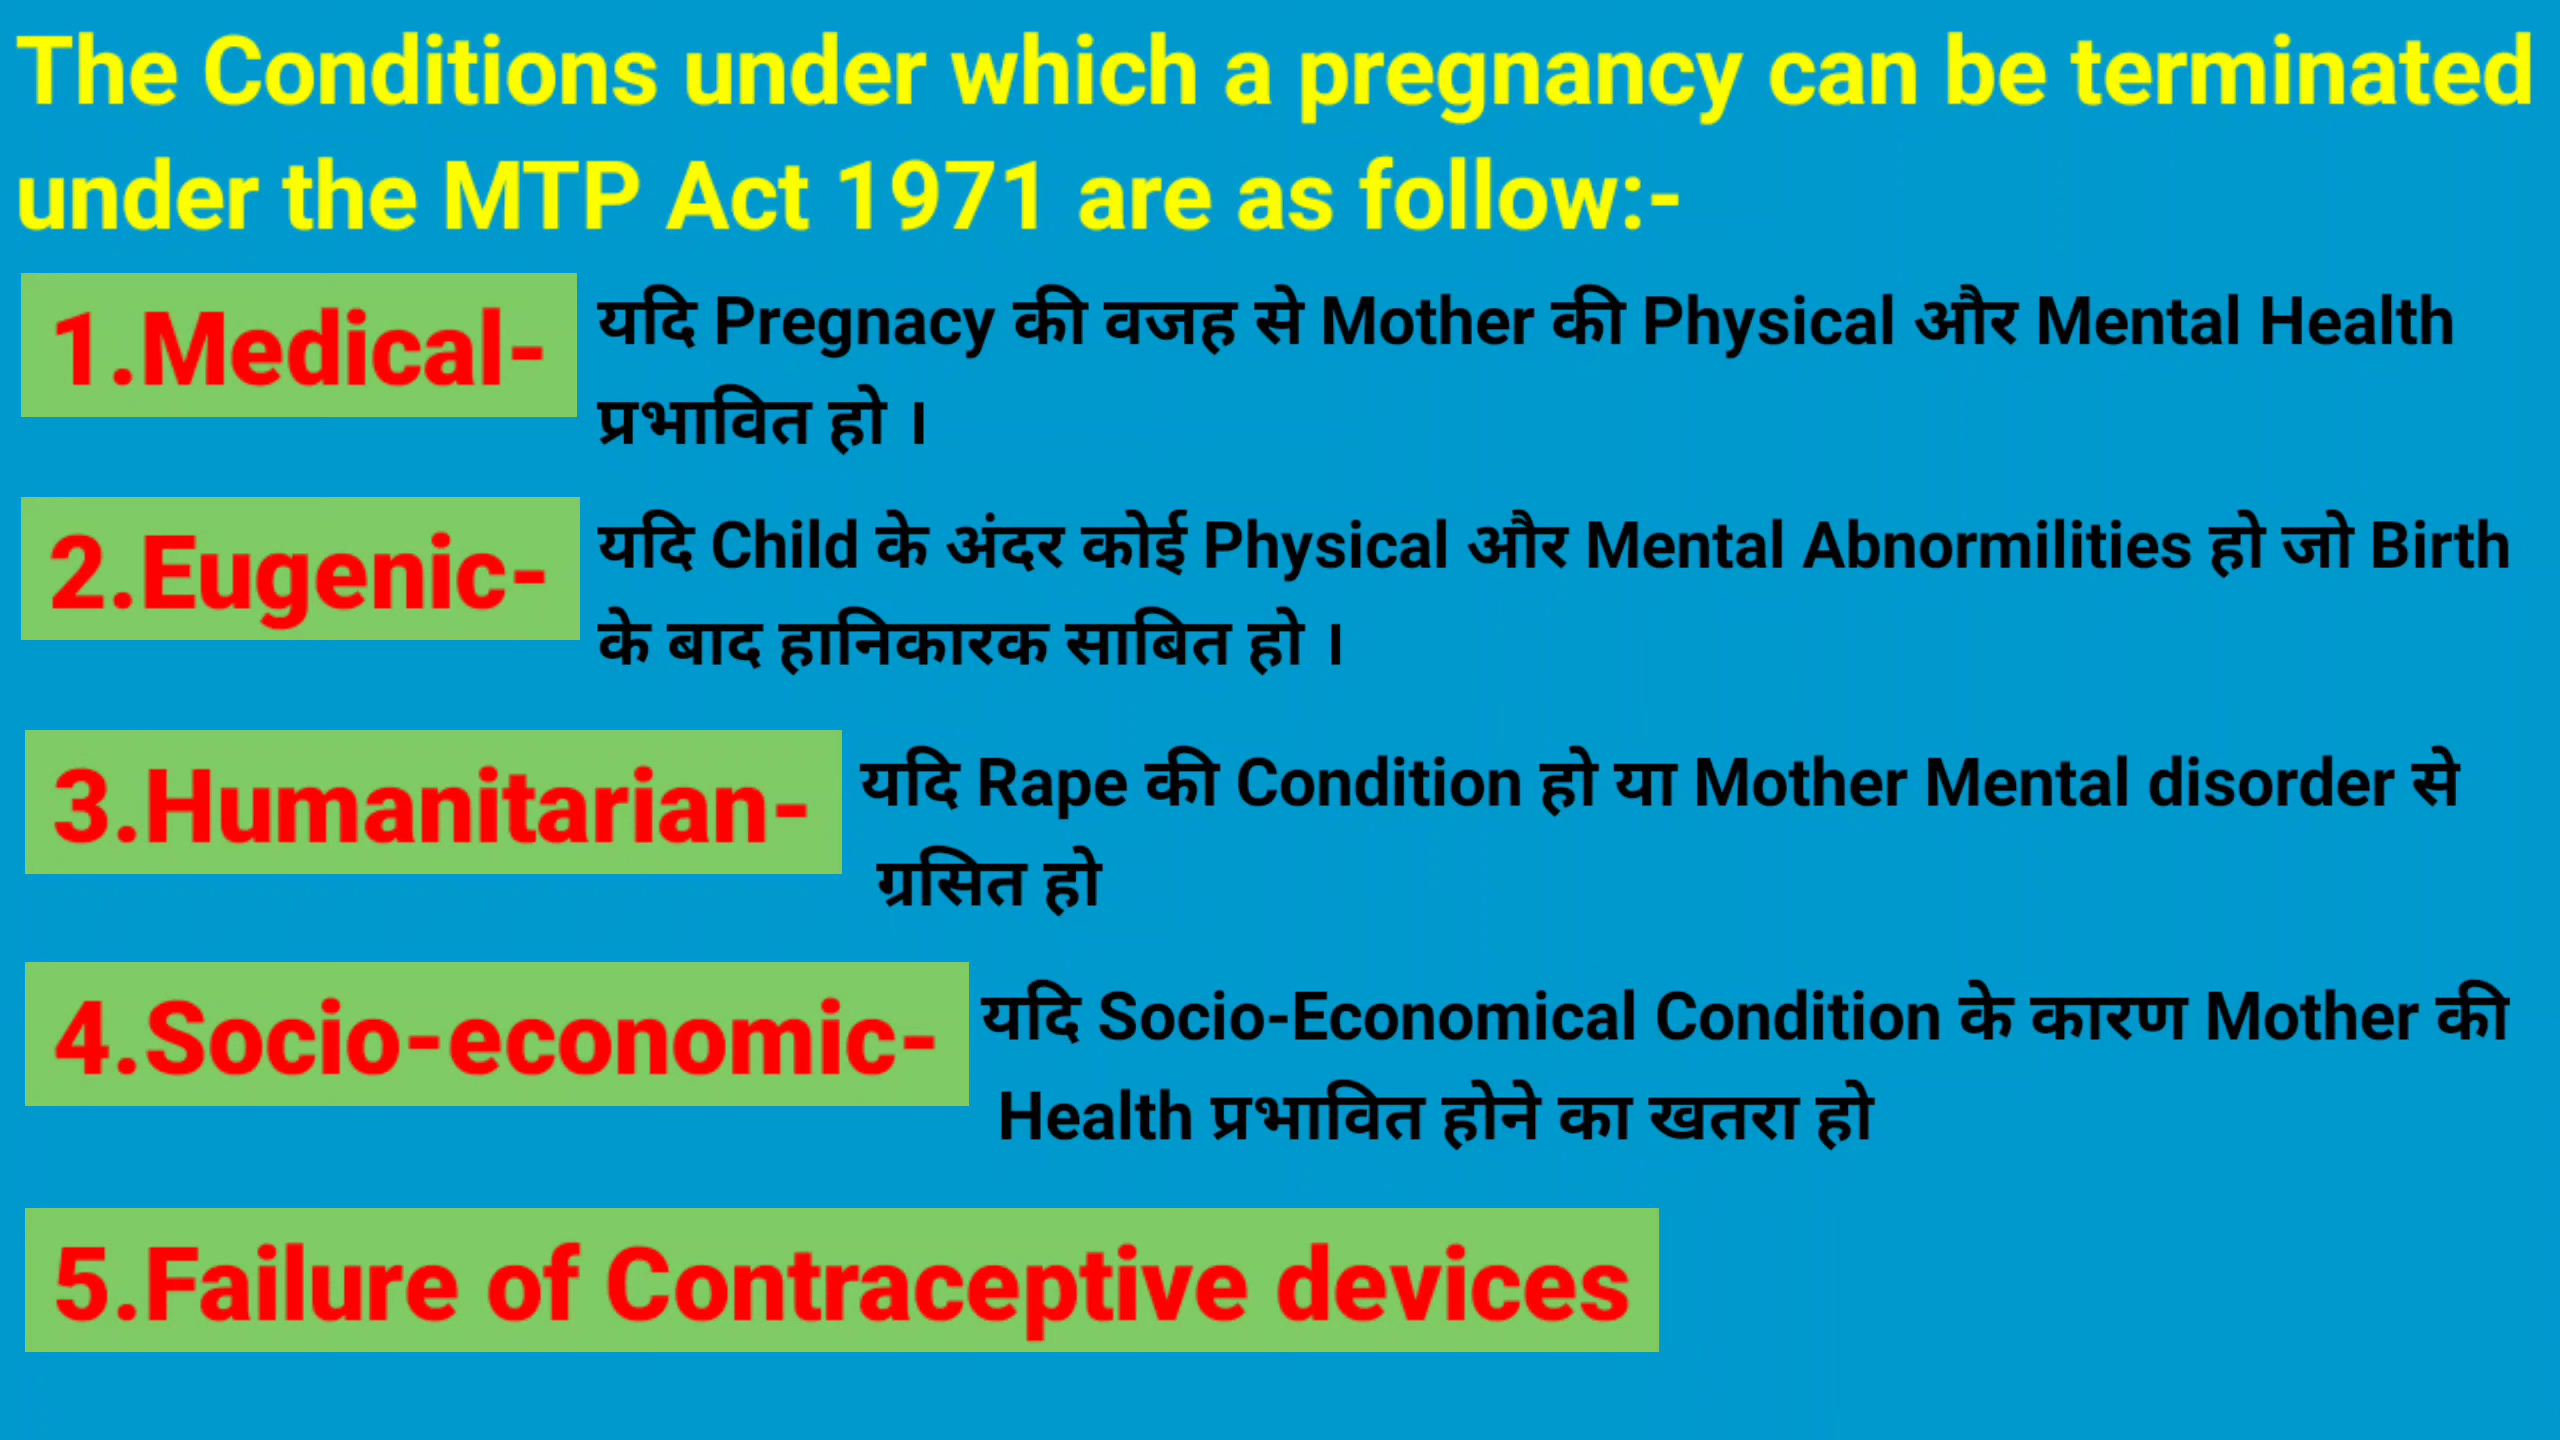 The Conditions under which a pregnancy can be terminated
under the MTP Act 1971 are as follow:-
1.Medical- यदि Pregnacy की वजह से Mother की Physical और Mental Health
प्रभावित हो ।
2.Eugenic- यदि Child के अंदर कोई Physical और Mental Abnormilities हो जो Birth
के बाद हानिकारक साबित हो ।
3.Humanitarian- यदि Rape की Condition हो या Mother Mental disorder से
ग्रसित हो
4.Socio-economic- यदि Socio-Economical Condition के कारण Mother की
Health प्रभावित होने का खतरा हो
5.Failure of Contraceptive devices